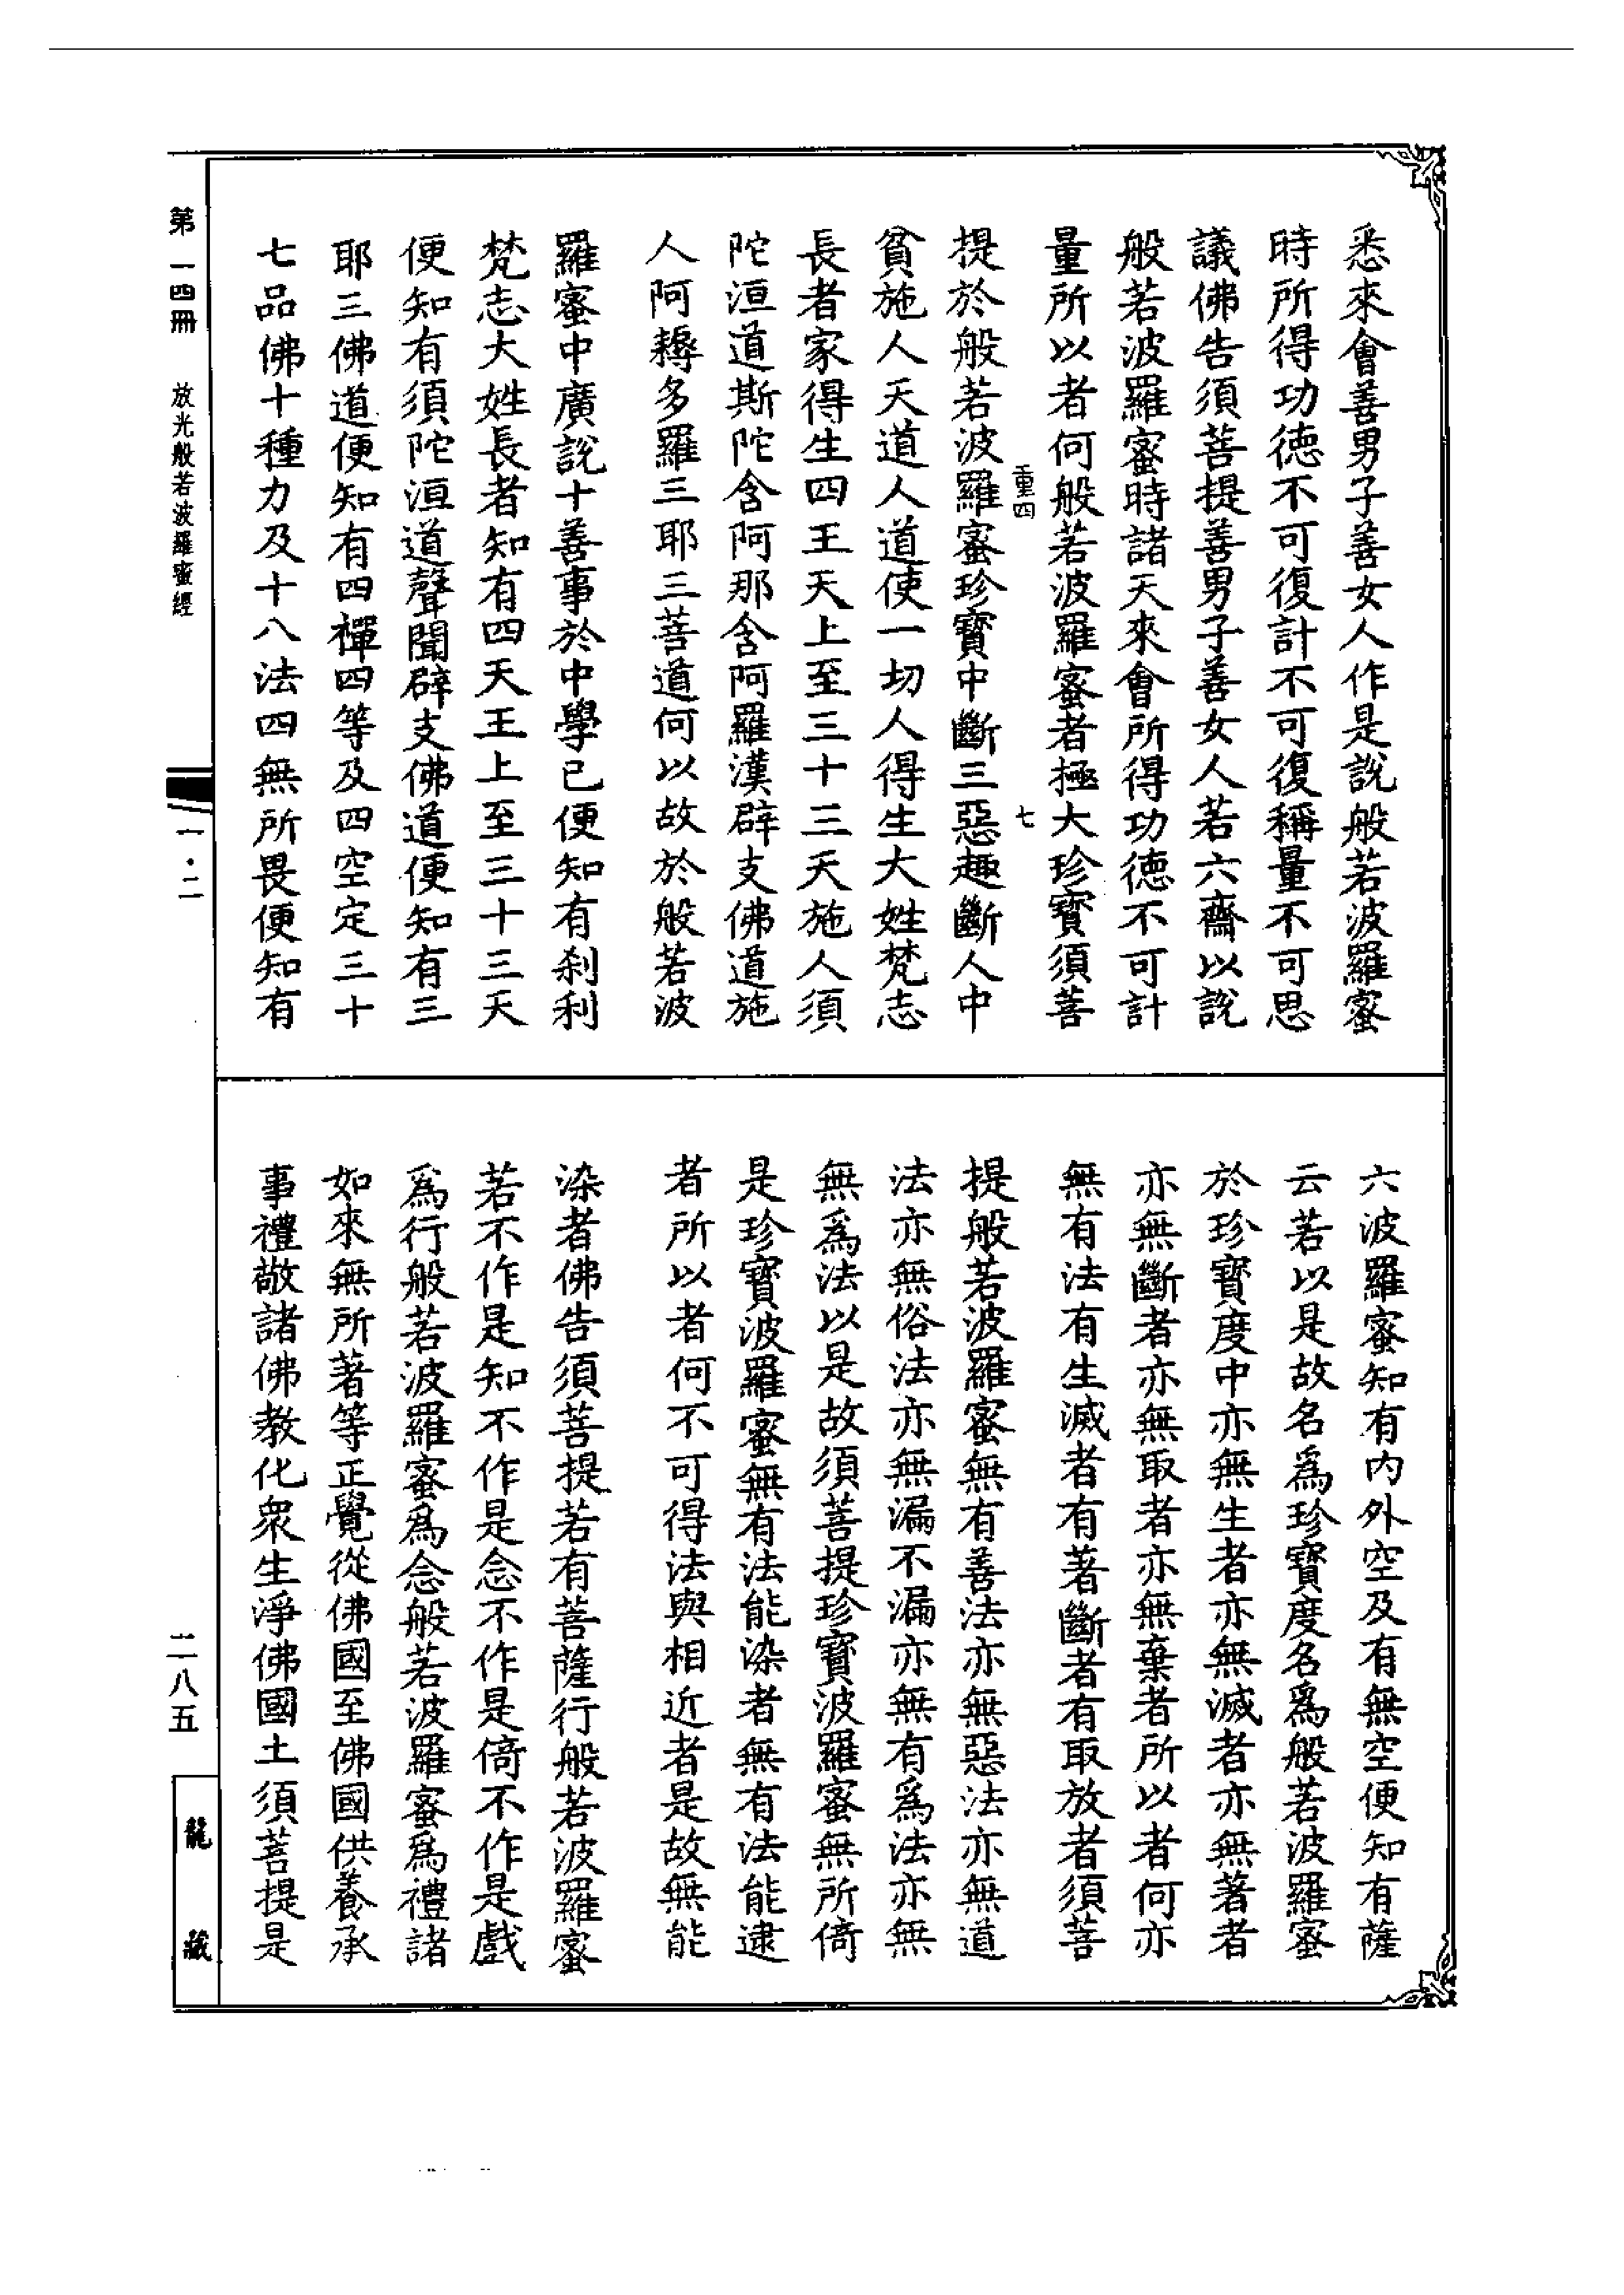 悉來會善男子善女人作是說般若波羅蜜
時所得功德不可復計不可復稱量不可思
議佛告須菩提善男子善女人若六齋以說
般若波羅蜜時諸天來會所得功德不可計
量所以者何般若波羅蜜者極大珍寶須菩
重四 七
提於般若波羅蜜珍寶中斷三惡趣斷人中
貧施人天道人道使一切人得生大姓梵志
長者家得生四王天上至三十三天施人須
陀洹道斯陀含阿那含阿羅漢辟支佛道施
人阿耨多羅三耶三菩道何以故於般若波
羅蜜中廣說十善事於中學已便知有剎利
梵志大姓長者知有四天王上至三十三天
便知有須陀洹道聲聞辟支佛道便知有三
耶三佛道便知有四禪四等及四空定三十
七品佛十種力及十八法四無所畏便知有
六波羅蜜知有內外空及有無空便知有薩
云若以是故名爲珍寶度名爲般若波羅蜜
於珍寶度中亦無生者亦無滅者亦無著者
亦無斷者亦無取者亦無棄者所以者何亦
無有法有生滅者有著斷者有取放者須菩
提般若波羅蜜無有善法亦無惡法亦無道
法亦無俗法亦無漏不漏亦無有爲法亦無
無爲法以是故須菩提珍寶波羅蜜無所倚
是珍寶波羅蜜無有法能染者無有法能逮
者所以者何不可得法與相近者是故無能
染者佛告須菩提若有菩薩行般若波羅蜜
若不作是知不作是念不作是倚不作是戲
爲行般若波羅蜜爲念般若波羅蜜爲禮諸
如來無所著等正覺從佛國至佛國供養承
事禮敬諸佛教化衆生淨佛國土須菩提是
第一四冊 放光般若波羅蜜經
一・二
二八五
龍藏